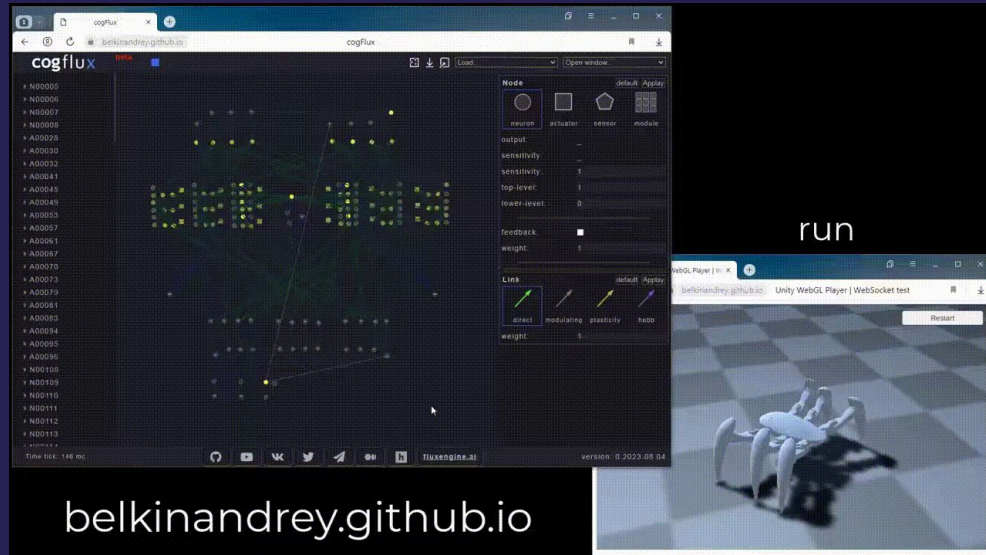 cogFlux
belkinandrey.github.io
cogFlux
cogflux
beta
Load...
Open window...
N00005
N00006
N00007
N00008
A00028
A00030
A00032
A00041
A00045
A00049
A00053
A00057
A00061
A00067
A00070
A00073
A00079
A00081
A00083
A00094
A00095
A00096
N00108
N00109
N00110
N00111
N00112
N00113
Node
default
Applay
neuron
actuator
sensor
module
output:
_
sensitivity:
_
sensitivity:
1
top-level:
1
lower-level:
0
feedback:
weight:
1
Link
default
Applay
direct
modulating
plasticity
hebb
weight:
1
Time tick: 146 mc
fluxengine.ai
version: 0.2023.08.04
run
WebGL Player | W
belkinandrey.github.io
Unity WebGL Player | WebSocket test
Restart
belkinandrey.github.io